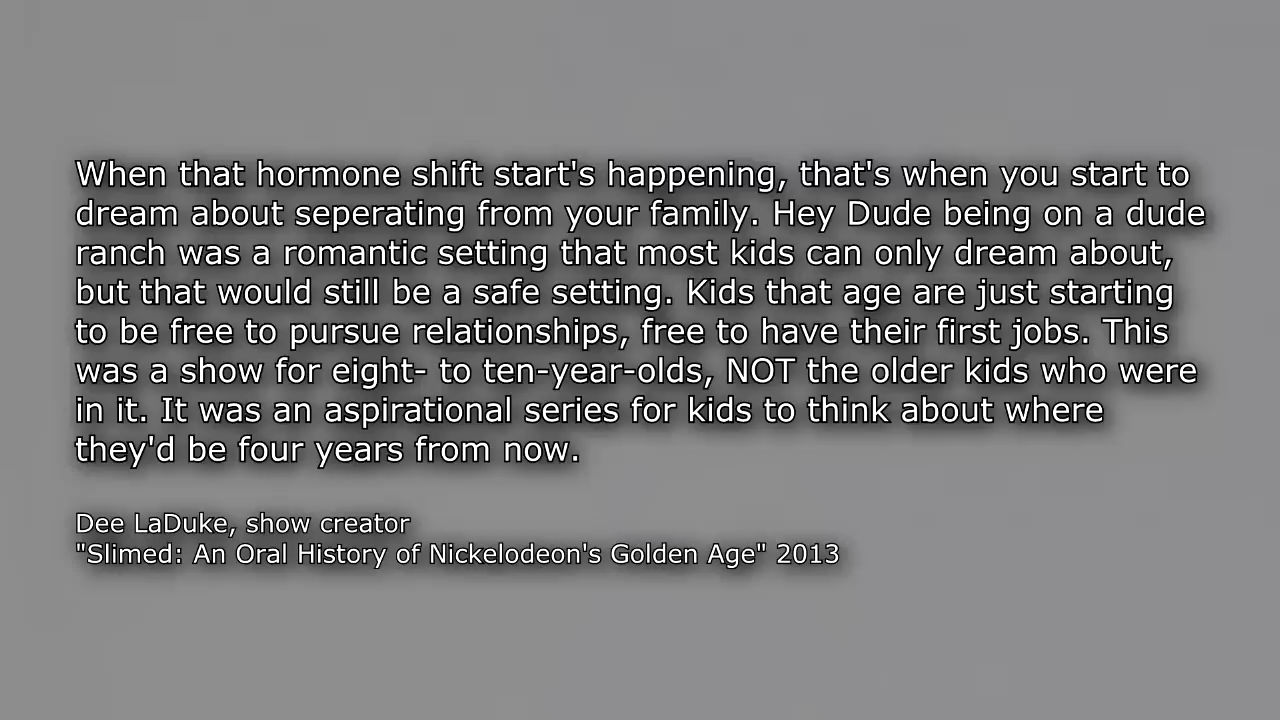 When that hormone shift start's happening, that's when you start to
dream about seperating from your family. Hey Dude being on a dude
ranch was a romantic setting that most kids can only dream about,
but that would still be a safe setting. Kids that age are just starting
to be free to pursue relationships, free to have their first jobs. This
was a show for eight- to ten-year-olds, NOT the older kids who were
in it. It was an aspirational series for kids to think about where
they'd be four years from now.
Dee LaDuke, show creator
"Slimed: An Oral History of Nickelodeon's Golden Age" 2013